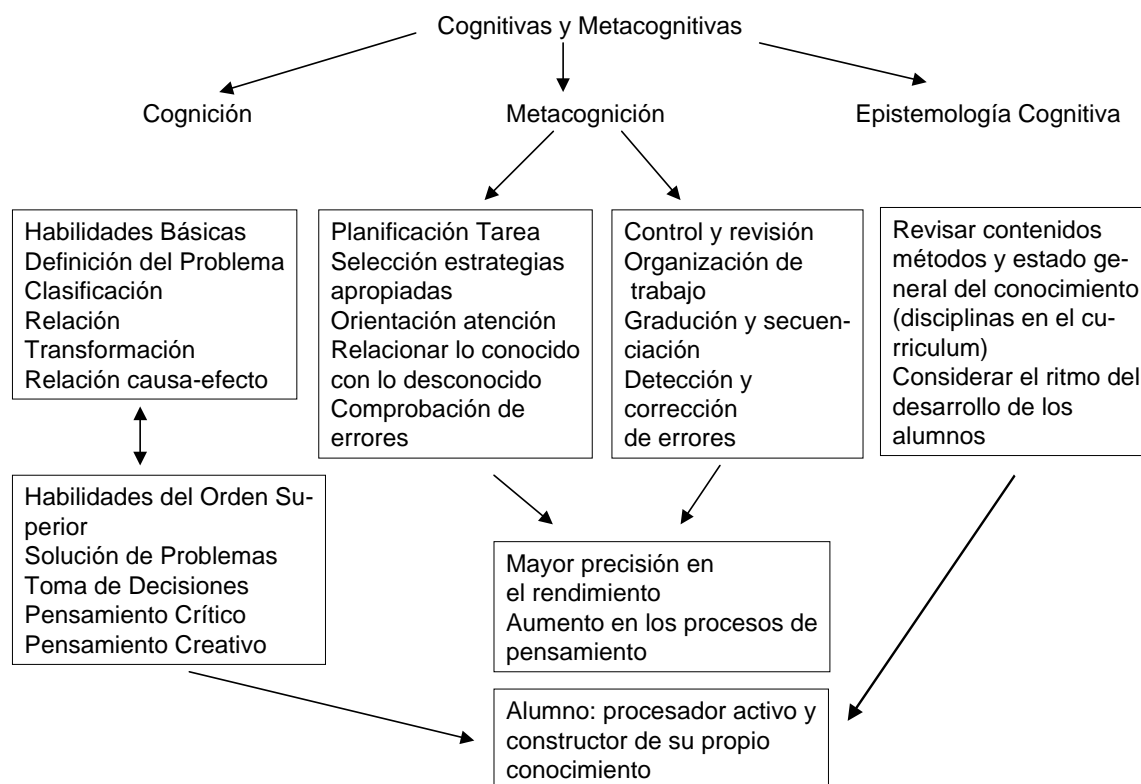 Cognitivas y Metacognitivas
Cognición
Metacognición
Epistemología Cognitiva
Habilidades Básicas
Definición del Problema
Clasificación
Relación
Transformación
Relación causa-efecto
Planificación Tarea
Selección estrategias
apropiadas
Orientación atención
Relacionar lo conocido
con lo desconocido
Comprobación de
errores
Control y revisión
Organización de
trabajo
Gradución y secuen-
ciación
Detección y
corrección
de errores
Revisar contenidos
métodos y estado ge-
neral del conocimiento
(disciplinas en el cu-
rriculum)
Considerar el ritmo del
desarrollo de los
alumnos
Habilidades del Orden Su-
perior
Solución de Problemas
Toma de Decisiones
Pensamiento Crítico
Pensamiento Creativo
Mayor precisión en
el rendimiento
Aumento en los procesos de
pensamiento
Alumno: procesador activo y
constructor de su propio
conocimiento